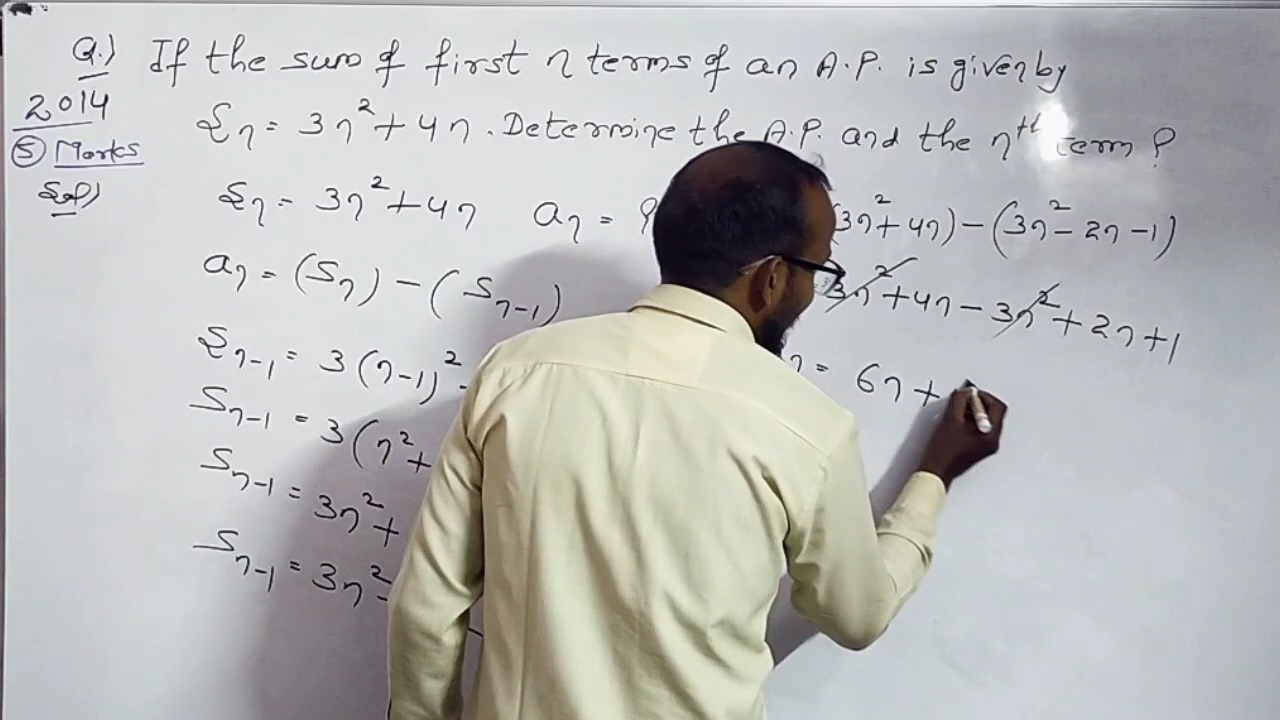 Q.) If the sum of first n terms of an A.P. is given by
2014
Sn = 3n² + 4n. Determine the A.P. and the nth term ?
⑤ Marks
Sol)
Sn = 3n² + 4n   an = ?
an = (Sn) - (Sn-1)
Sn-1 = 3(n-1)²
Sn-1 = 3(n² +
Sn-1 = 3n² +
Sn-1 = 3n² -
(3n² + 4n) - (3n² - 2n - 1)
3n² + 4n - 3n² + 2n + 1
n = 6n +